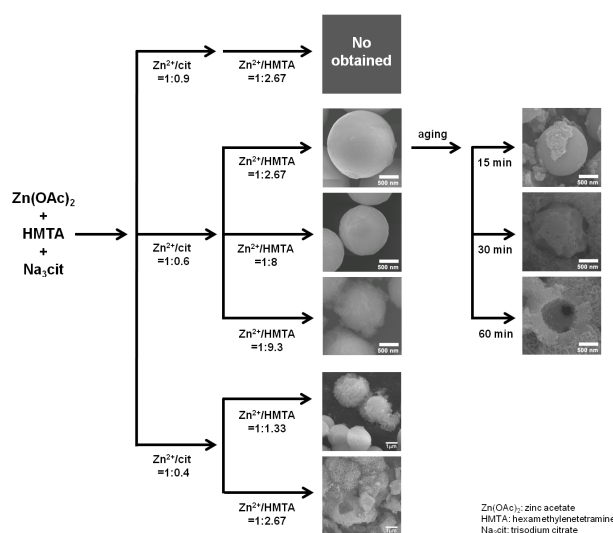 Zn(OAc)₂
+
HMTA
+
Na₃cit
Zn²⁺/cit
=1:0.9
Zn²⁺/HMTA
=1:2.67
No
obtained
Zn²⁺/cit
=1:0.6
Zn²⁺/HMTA
=1:2.67
500 nm
aging
15 min
500 nm
Zn²⁺/HMTA
=1:8
500 nm
30 min
500 nm
Zn²⁺/HMTA
=1:9.3
500 nm
60 min
500 nm
Zn²⁺/cit
=1:0.4
Zn²⁺/HMTA
=1:1.33
1μm
Zn²⁺/HMTA
=1:2.67
1μm
Zn(OAc)₂: zinc acetate
HMTA: hexamethylenetetramine
Na₃cit: trisodium citrate